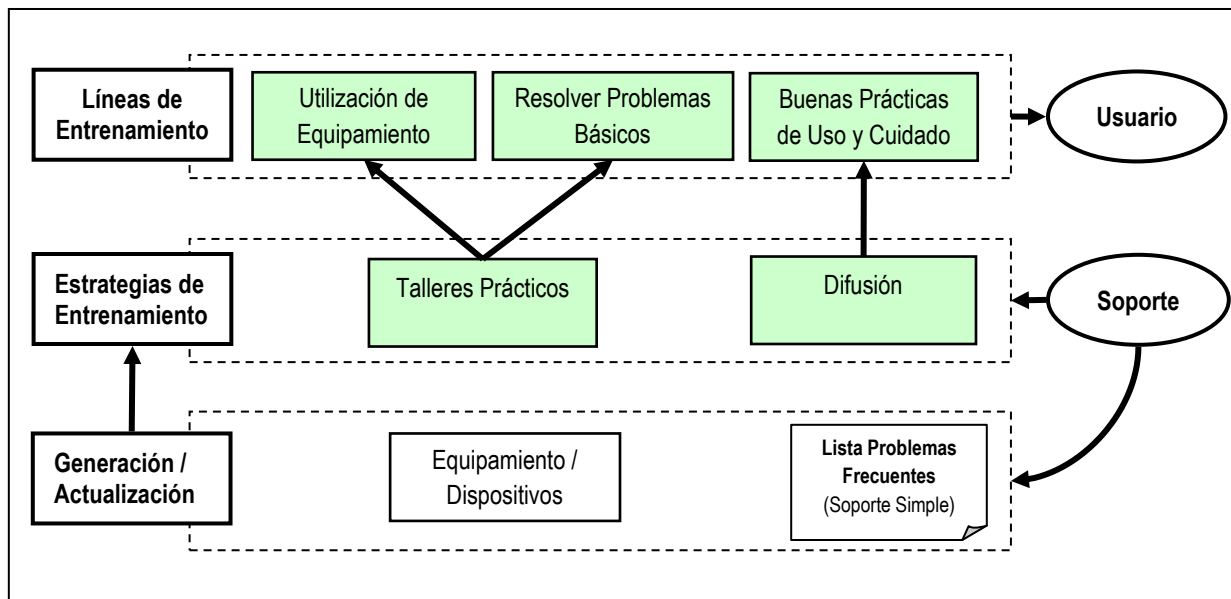 Líneas de
Entrenamiento
Utilización de
Equipamiento
Resolver Problemas
Básicos
Buenas Prácticas
de Uso y Cuidado
Usuario
Estrategias de
Entrenamiento
Talleres Prácticos
Difusión
Soporte
Generación /
Actualización
Equipamiento /
Dispositivos
Lista Problemas
Frecuentes
(Soporte Simple)